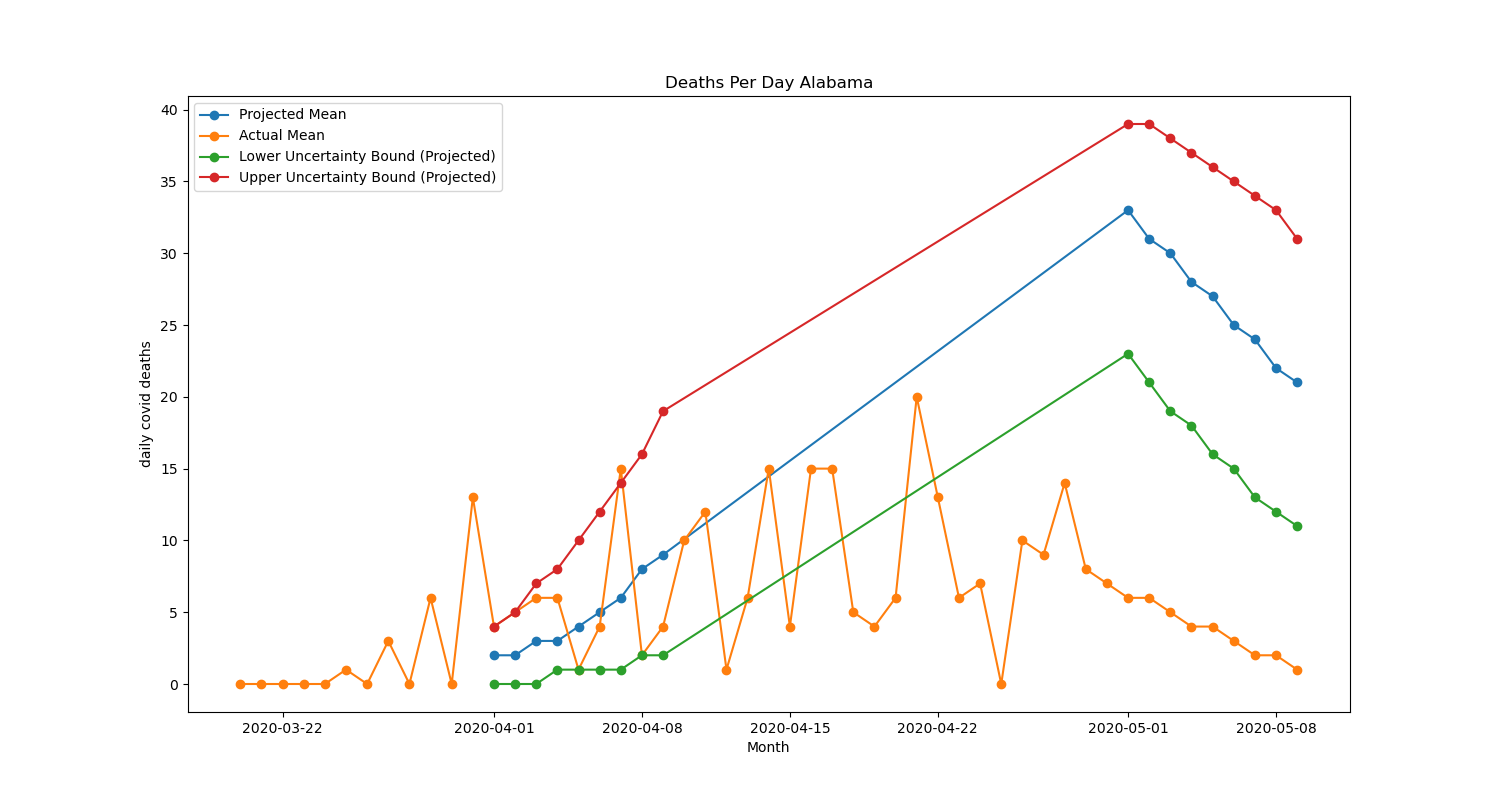 Deaths Per Day Alabama
Projected Mean
Actual Mean
Lower Uncertainty Bound (Projected)
Upper Uncertainty Bound (Projected)
daily covid deaths
40
35
30
25
20
15
10
5
0
2020-03-22 2020-04-01 2020-04-08 2020-04-15 2020-04-22 2020-05-01 2020-05-08
Month